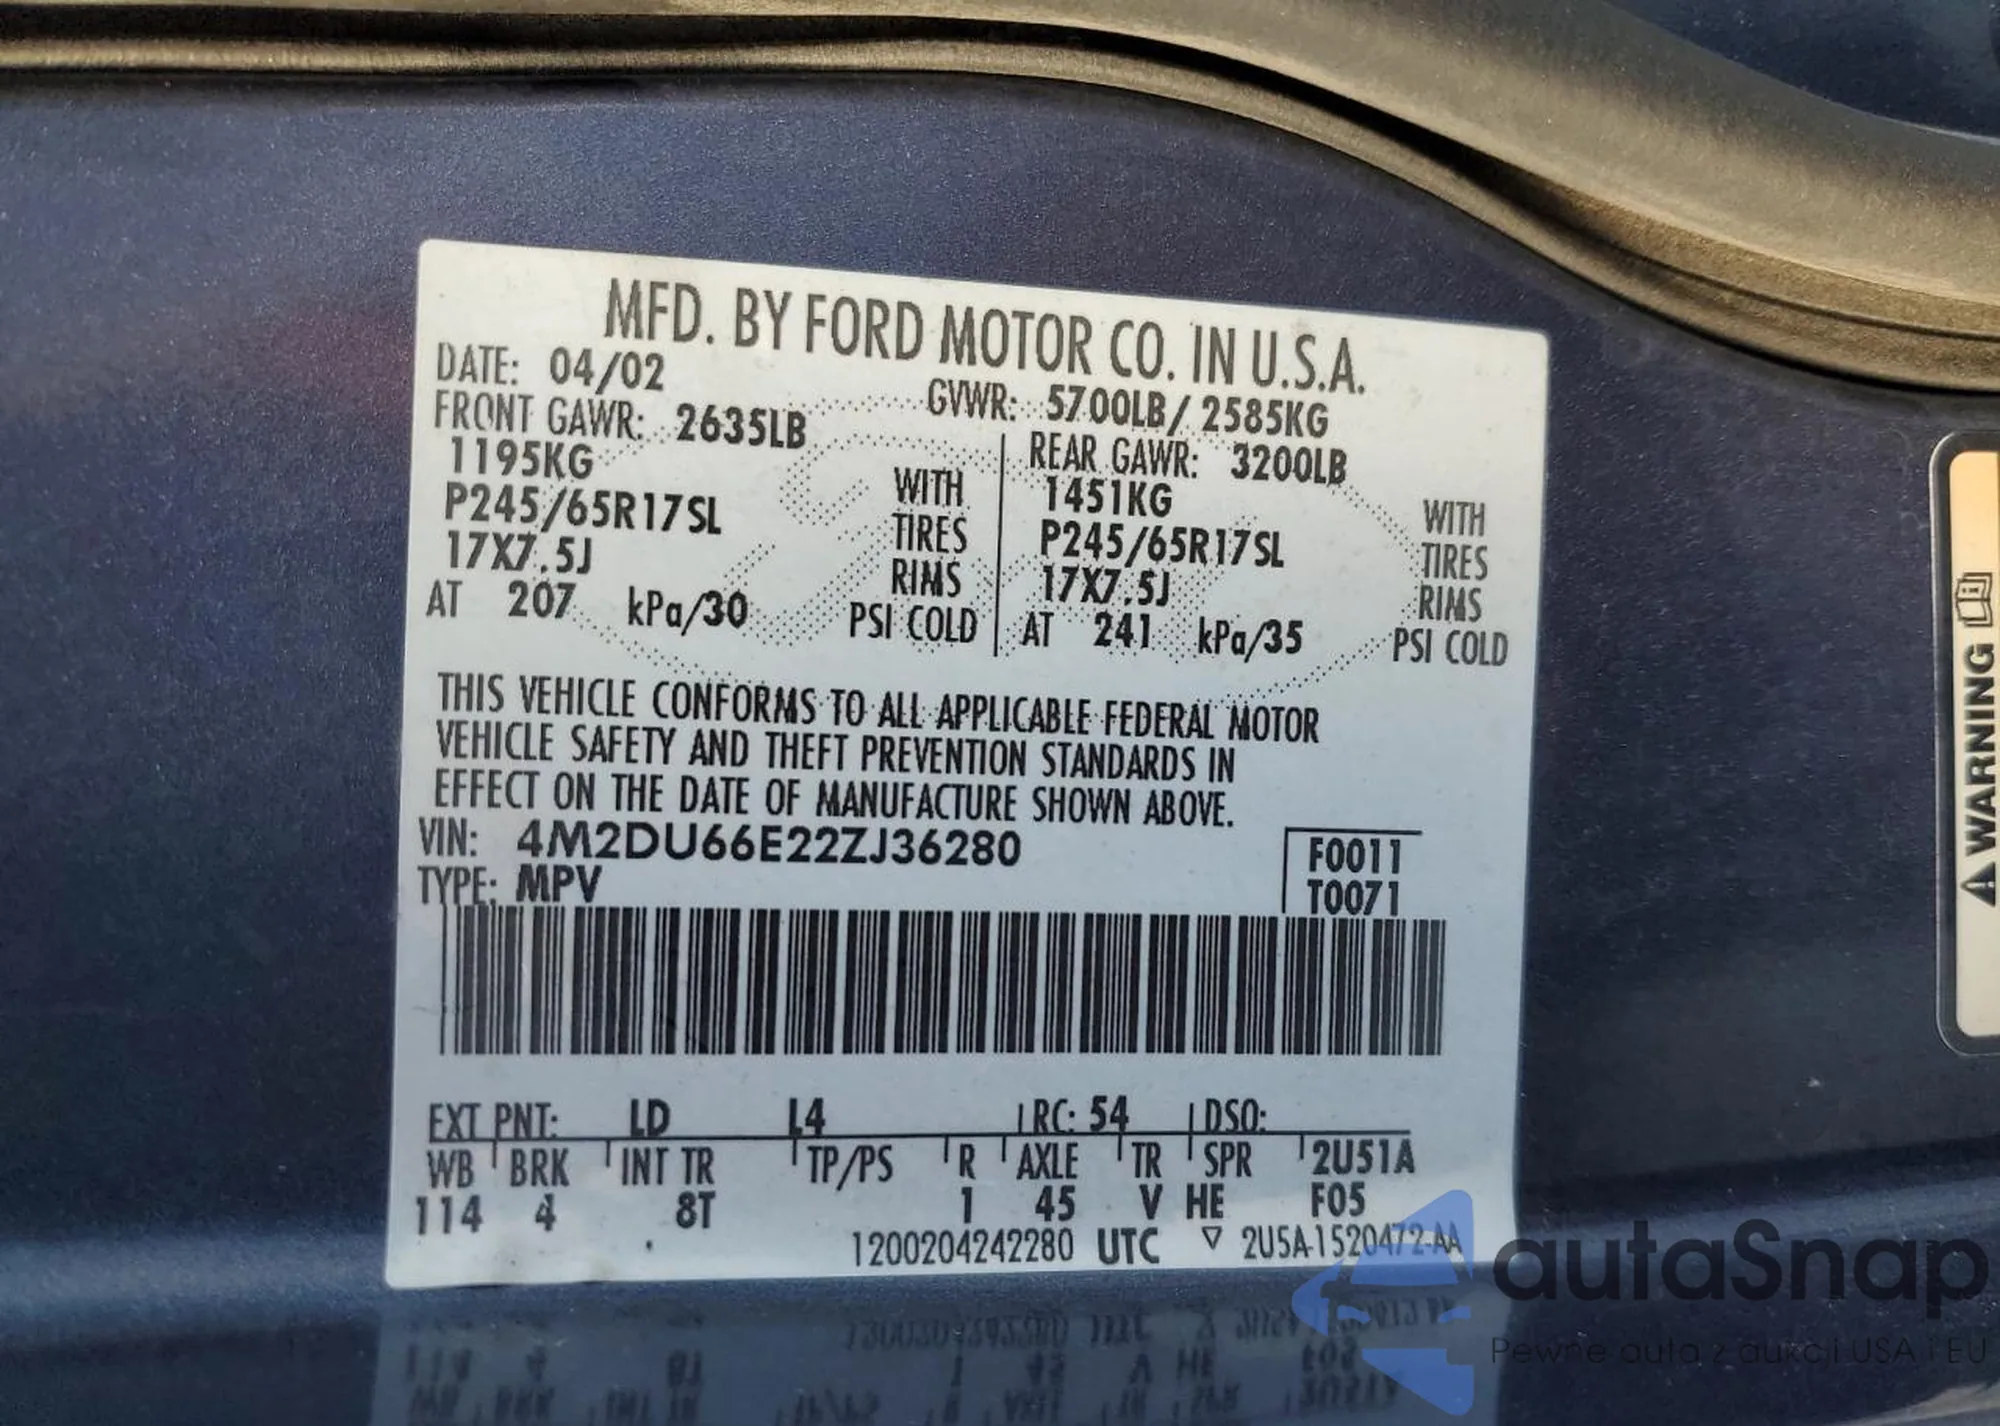 MFD. BY FORD MOTOR CO. IN U.S.A.
DATE: 04/02 GVWR: 5700LB/ 2585KG
FRONT GAWR: 2635LB REAR GAWR: 3200LB
1195KG WITH 1451KG WITH
P245/65R17SL TIRES P245/65R17SL TIRES
17X7.5J RIMS 17X7.5J RIMS
AT 207 kPa/30 PSI COLD AT 241 kPa/35 PSI COLD
THIS VEHICLE CONFORMS TO ALL APPLICABLE FEDERAL MOTOR
VEHICLE SAFETY AND THEFT PREVENTION STANDARDS IN
EFFECT ON THE DATE OF MANUFACTURE SHOWN ABOVE.
VIN: 4M2DU66E22ZJ36280 F0011
TYPE: MPV T0071
EXT PNT: LD L4 RC: 54 DSO:
WB BRK INT TR TP/PS R AXLE TR SPR 2U51A
114 4 8T 1 45 V HE F05
1200204242280 UTC ▽ 2U5A-1520472-AA
WARNING
autaSnap
Pewne auta z aukcji USA i EU